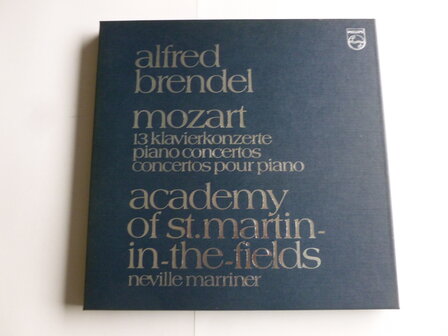 alfred
brendel
mozart
13 klavierkonzerte
piano concertos
concertos pour piano
academy
of st.martin-
in-the-fields
neville marriner